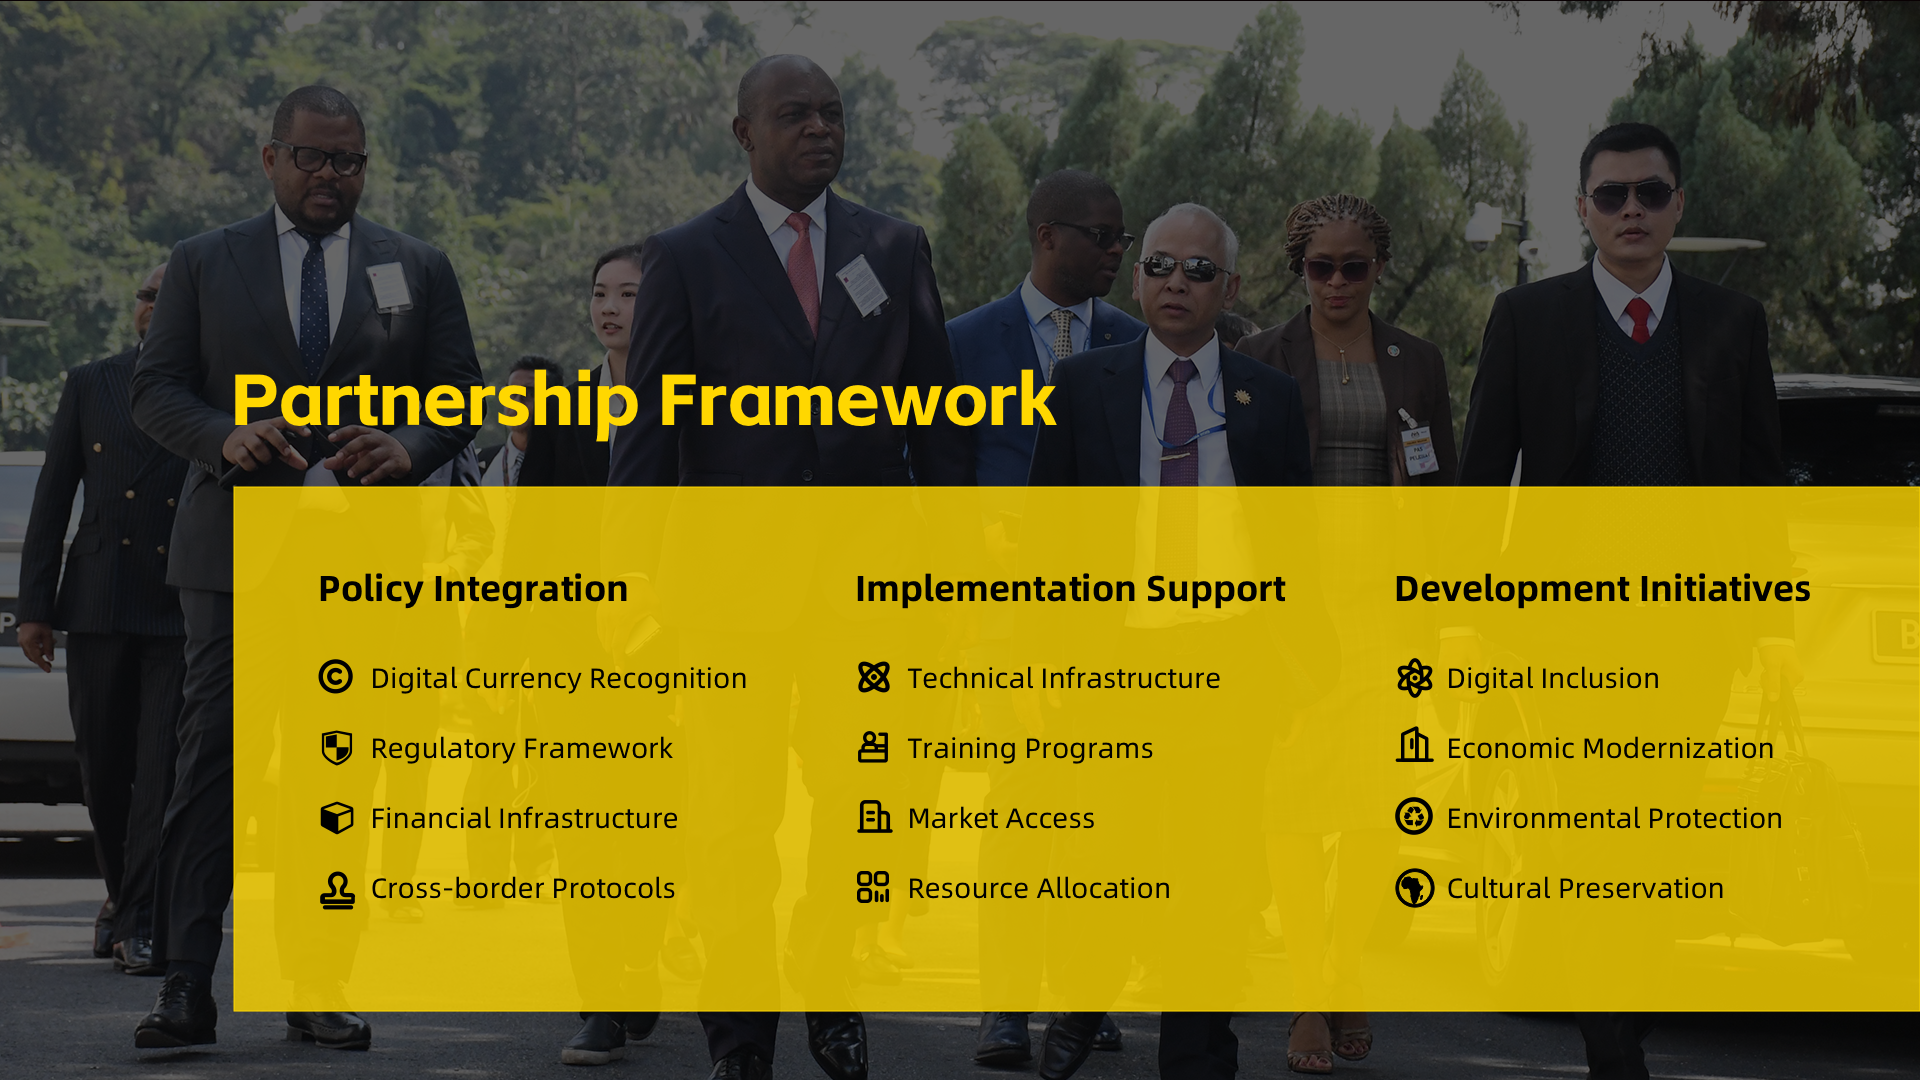 Partnership Framework
Policy Integration
Digital Currency Recognition
Regulatory Framework
Financial Infrastructure
Cross-border Protocols
Implementation Support
Technical Infrastructure
Training Programs
Market Access
Resource Allocation
Development Initiatives
Digital Inclusion
Economic Modernization
Environmental Protection
Cultural Preservation